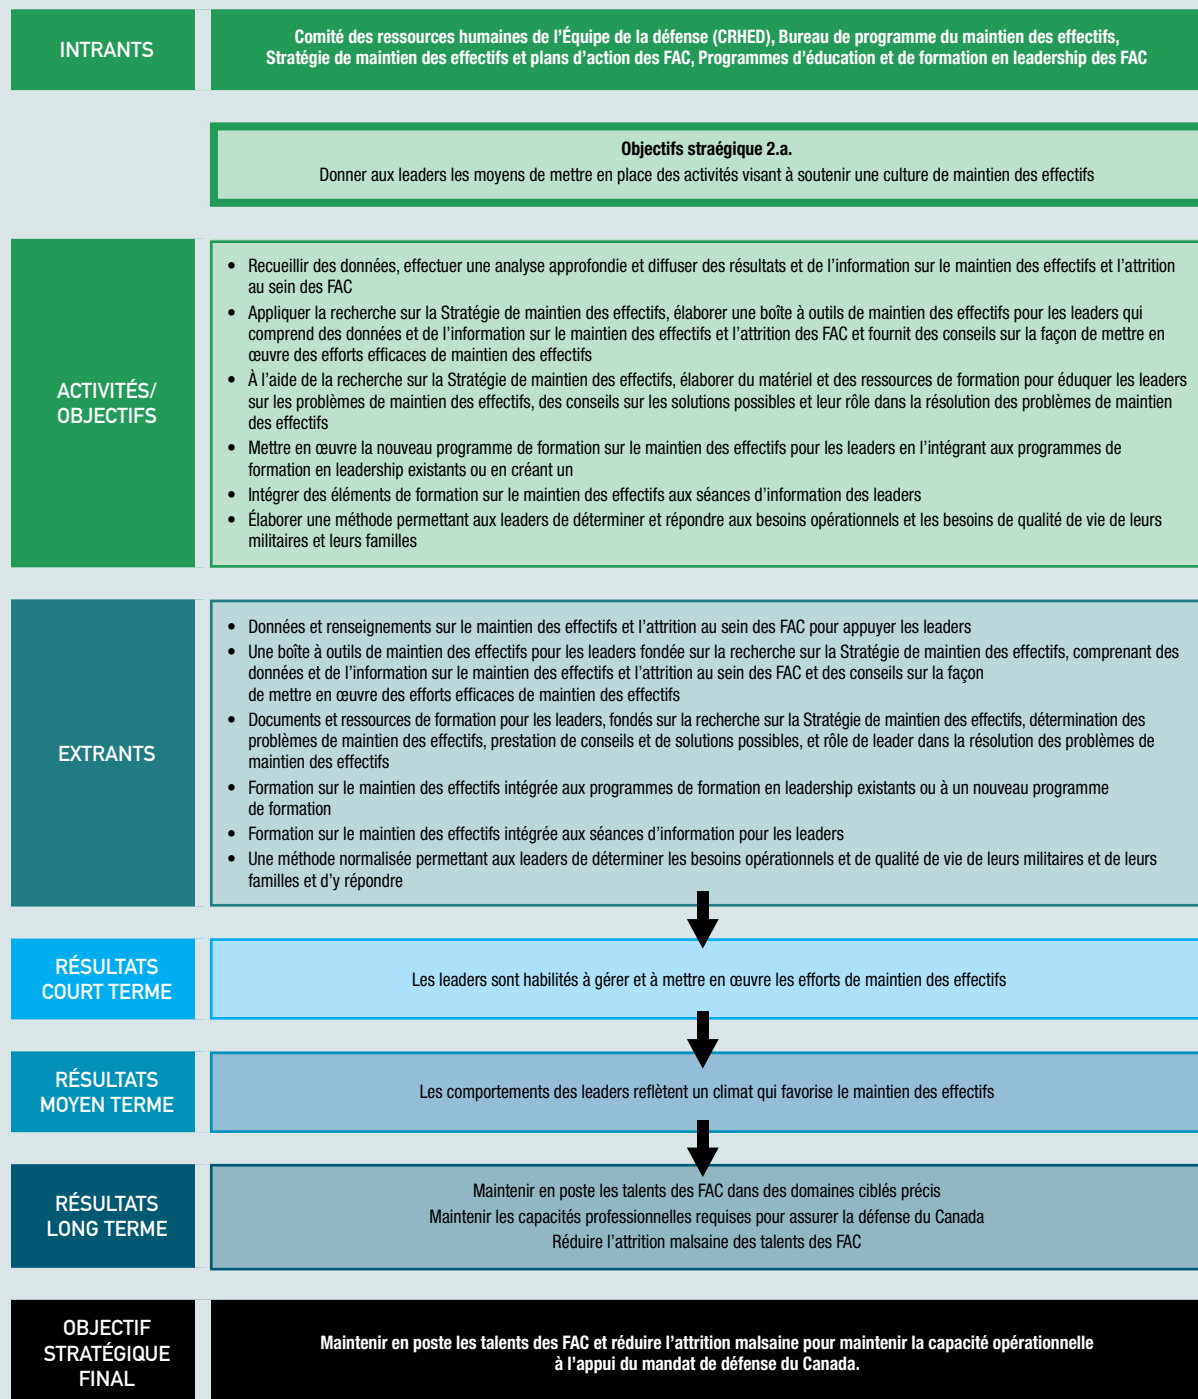 INTRANTS
Comité des ressources humaines de l'Équipe de la défense (CRHED), Bureau de programme du maintien des effectifs,
Stratégie de maintien des effectifs et plans d'action des FAC, Programmes d'éducation et de formation en leadership des FAC
Objectifs straégique 2.a.
Donner aux leaders les moyens de mettre en place des activités visant à soutenir une culture de maintien des effectifs
ACTIVITÉS/
OBJECTIFS
• Recueillir des données, effectuer une analyse approfondie et diffuser des résultats et de l'information sur le maintien des effectifs et l'attrition
au sein des FAC
• Appliquer la recherche sur la Stratégie de maintien des effectifs, élaborer une boîte à outils de maintien des effectifs pour les leaders qui
comprend des données et de l'information sur le maintien des effectifs et l'attrition des FAC et fournit des conseils sur la façon de mettre en
œuvre des efforts efficaces de maintien des effectifs
• À l'aide de la recherche sur la Stratégie de maintien des effectifs, élaborer du matériel et des ressources de formation pour éduquer les leaders
sur les problèmes de maintien des effectifs, des conseils sur les solutions possibles et leur rôle dans la résolution des problèmes de maintien
des effectifs
• Mettre en œuvre la nouveau programme de formation sur le maintien des effectifs pour les leaders en l'intégrant aux programmes de
formation en leadership existants ou en créant un
• Intégrer des éléments de formation sur le maintien des effectifs aux séances d'information des leaders
• Élaborer une méthode permettant aux leaders de déterminer et répondre aux besoins opérationnels et les besoins de qualité de vie de leurs
militaires et leurs familles
EXTRANTS
• Données et renseignements sur le maintien des effectifs et l'attrition au sein des FAC pour appuyer les leaders
• Une boîte à outils de maintien des effectifs pour les leaders fondée sur la recherche sur la Stratégie de maintien des effectifs, comprenant des
données et de l'information sur le maintien des effectifs et l'attrition au sein des FAC et des conseils sur la façon
de mettre en œuvre des efforts efficaces de maintien des effectifs
• Documents et ressources de formation pour les leaders, fondés sur la recherche sur la Stratégie de maintien des effectifs, détermination des
problèmes de maintien des effectifs, prestation de conseils et de solutions possibles, et rôle de leader dans la résolution des problèmes de
maintien des effectifs
• Formation sur le maintien des effectifs intégrée aux programmes de formation en leadership existants ou à un nouveau programme
de formation
• Formation sur le maintien des effectifs intégrée aux séances d'information pour les leaders
• Une méthode normalisée permettant aux leaders de déterminer les besoins opérationnels et de qualité de vie de leurs militaires et de leurs
familles et d'y répondre
RÉSULTATS
COURT TERME
Les leaders sont habilités à gérer et à mettre en œuvre les efforts de maintien des effectifs
RÉSULTATS
MOYEN TERME
Les comportements des leaders reflètent un climat qui favorise le maintien des effectifs
RÉSULTATS
LONG TERME
Maintenir en poste les talents des FAC dans des domaines ciblés précis
Maintenir les capacités professionnelles requises pour assurer la défense du Canada
Réduire l'attrition malsaine des talents des FAC
OBJECTIF
STRATÉGIQUE
FINAL
Maintenir en poste les talents des FAC et réduire l'attrition malsaine pour maintenir la capacité opérationnelle
à l'appui du mandat de défense du Canada.